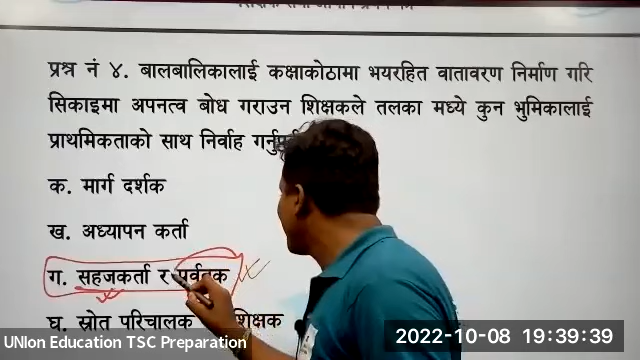 प्रश्न नं ४. बालबालिकालाई कक्षाकोठामा भयरहित वातावरण निर्माण गरि
सिकाइमा अपनत्व बोध गराउन शिक्षकले तलका मध्ये कुन भुमिकालाई
प्राथमिकताको साथ निर्वाह
क. मार्ग दर्शक
ख. अध्यापन कर्ता
ग. सहजकर्ता र
घ. स्रोत परिचालक शिक्षक
UNIon Education TSC Preparation
2022-10-08 19:39:39